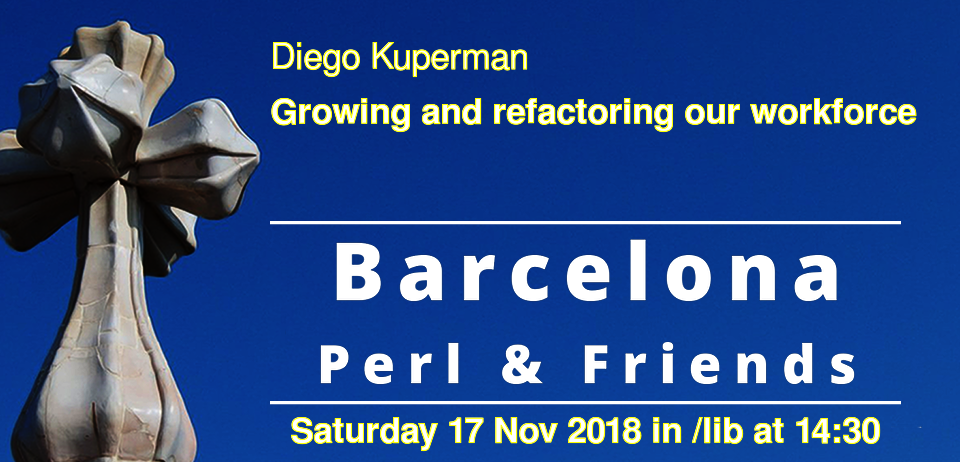 Diego Kuperman
Growing and refactoring our workforce
Barcelona
Perl & Friends
Saturday 17 Nov 2018 in /lib at 14:30